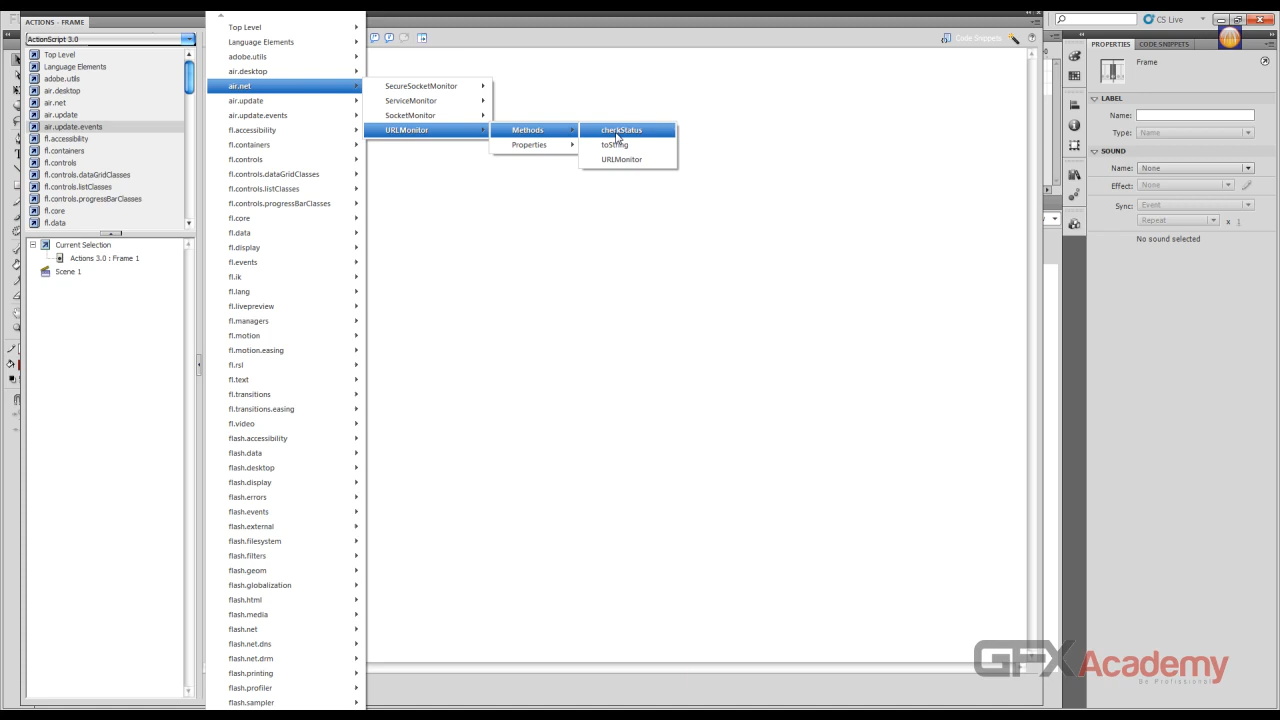 ACTIONS - FRAME
ActionScript 3.0
Top Level
Language Elements
adobe.utils
air.desktop
air.net
air.update
air.update.events
fl.accessibility
fl.containers
fl.controls
fl.controls.dataGridClasses
fl.controls.listClasses
fl.controls.progressBarClasses
fl.core
fl.data
Current Selection
Actions 3.0 : Frame 1
Scene 1
Top Level
Language Elements
adobe.utils
air.desktop
air.net
air.update
air.update.events
fl.accessibility
fl.containers
fl.controls
fl.controls.dataGridClasses
fl.controls.listClasses
fl.controls.progressBarClasses
fl.core
fl.data
fl.display
fl.events
fl.ik
fl.lang
fl.livepreview
fl.managers
fl.motion
fl.motion.easing
fl.rsl
fl.text
fl.transitions
fl.transitions.easing
fl.video
flash.accessibility
flash.data
flash.desktop
flash.display
flash.errors
flash.events
flash.external
flash.filesystem
flash.filters
flash.geom
flash.globalization
flash.html
flash.media
flash.net
flash.net.dns
flash.net.drm
flash.printing
flash.profiler
flash.sampler
SecureSocketMonitor
ServiceMonitor
SocketMonitor
URLMonitor
Methods
Properties
checkStatus
toString
URLMonitor
Code Snippets
CS Live
PROPERTIES
CODE SNIPPETS
Frame
LABEL
Name:
Type: Name
SOUND
Name: None
Effect: None
Sync: Event
Repeat x 1
No sound selected
GFXAcademy
Be Professional